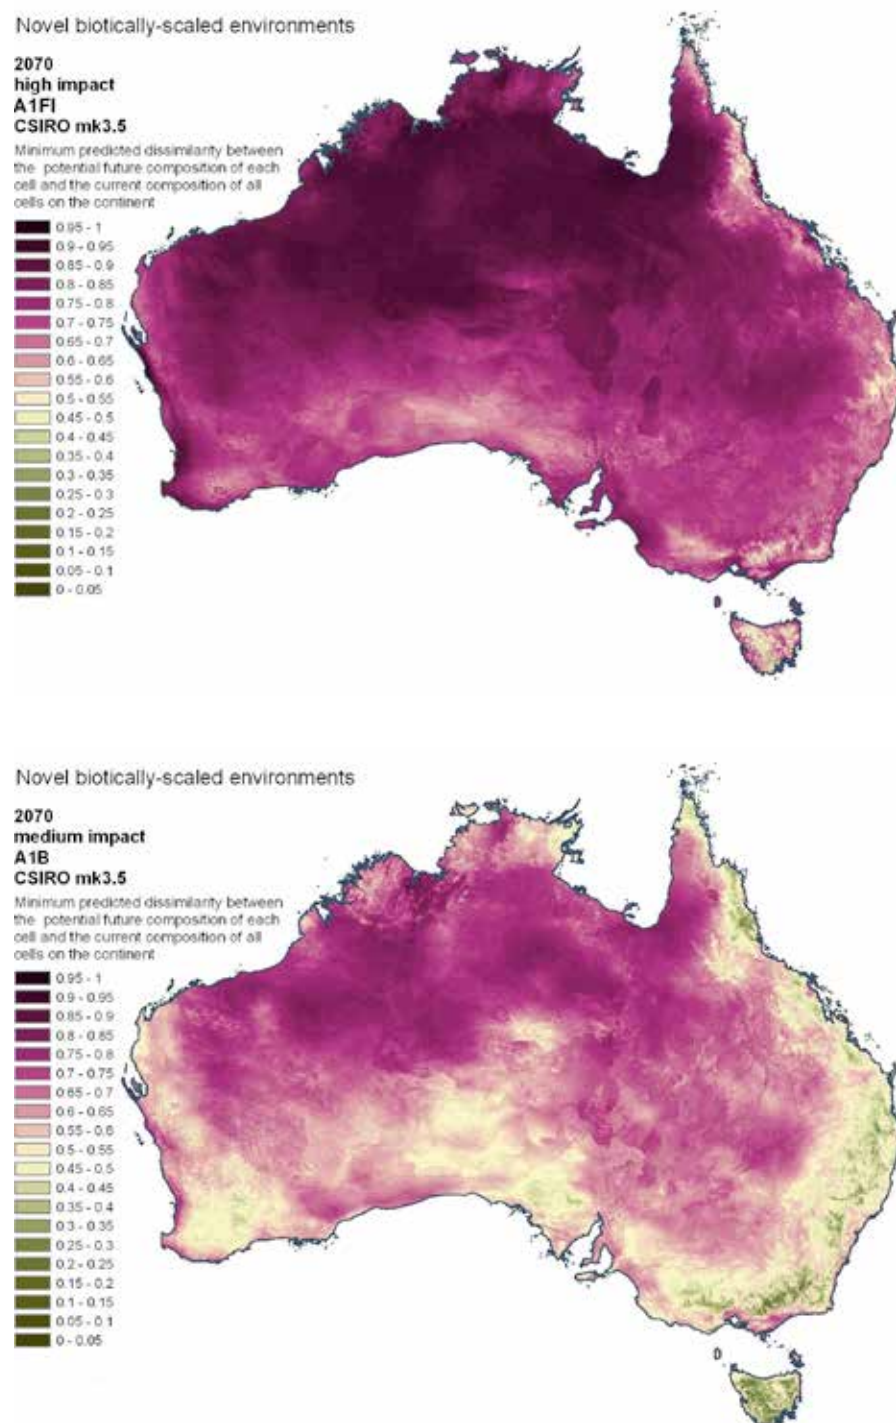 Novel biotically-scaled environments
2070
high impact
A1FI
CSIRO mk3.5
Minimum predicted dissimilarity between
the potential future composition of each
cell and the current composition of all
cells on the continent
0.95 - 1
0.9 - 0.95
0.85 - 0.9
0.8 - 0.85
0.75 - 0.8
0.7 - 0.75
0.65 - 0.7
0.6 - 0.65
0.55 - 0.6
0.5 - 0.55
0.45 - 0.5
0.4 - 0.45
0.35 - 0.4
0.3 - 0.35
0.25 - 0.3
0.2 - 0.25
0.15 - 0.2
0.1 - 0.15
0.05 - 0.1
0 - 0.05
Novel biotically-scaled environments
2070
medium impact
A1B
CSIRO mk3.5
Minimum predicted dissimilarity between
the potential future composition of each
cell and the current composition of all
cells on the continent
0.95 - 1
0.9 - 0.95
0.85 - 0.9
0.8 - 0.85
0.75 - 0.8
0.7 - 0.75
0.65 - 0.7
0.6 - 0.65
0.55 - 0.6
0.5 - 0.55
0.45 - 0.5
0.4 - 0.45
0.35 - 0.4
0.3 - 0.35
0.25 - 0.3
0.2 - 0.25
0.15 - 0.2
0.1 - 0.15
0.05 - 0.1
0 - 0.05